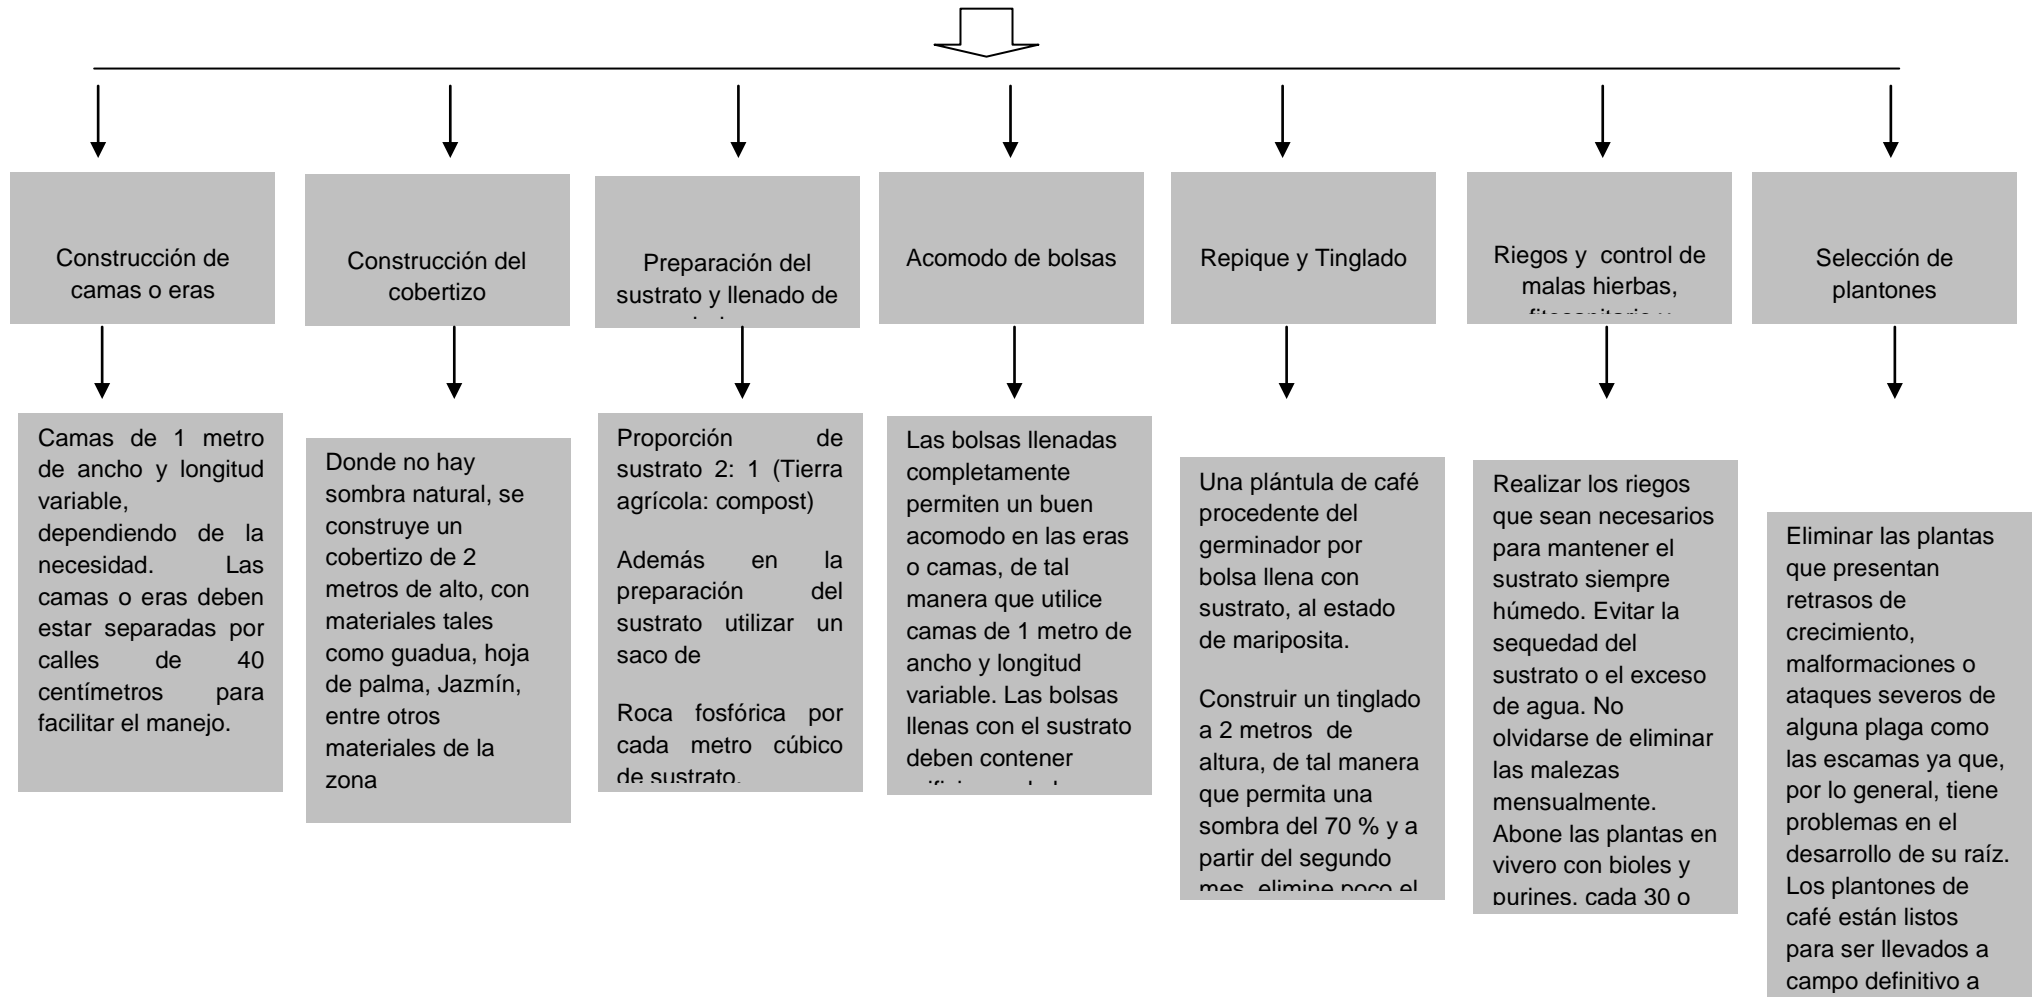 Construcción de
camas o eras
Construcción del
cobertizo
Preparación del
sustrato y llenado de
Acomodo de bolsas
Repique y Tinglado
Riegos y control de
malas hierbas,
fitosanitario y
Selección de
plantones
Camas de 1 metro
de ancho y longitud
variable,
dependiendo de la
necesidad. Las
camas o eras deben
estar separadas por
calles de 40
centímetros para
facilitar el manejo.
Donde no hay
sombra natural, se
construye un
cobertizo de 2
metros de alto, con
materiales tales
como guadua, hoja
de palma, Jazmín,
entre otros
materiales de la
zona
Proporción de
sustrato 2: 1 (Tierra
agrícola: compost)
Además en la
preparación del
sustrato utilizar un
saco de
Roca fosfórica por
cada metro cúbico
de sustrato.
Las bolsas llenadas
completamente
permiten un buen
acomodo en las eras
o camas, de tal
manera que utilice
camas de 1 metro de
ancho y longitud
variable. Las bolsas
llenas con el sustrato
deben contener
Una plántula de café
procedente del
germinador por
bolsa llena con
sustrato, al estado
de mariposita.
Construir un tinglado
a 2 metros de
altura, de tal manera
que permita una
sombra del 70 % y a
partir del segundo
mes, elimine poco el
Realizar los riegos
que sean necesarios
para mantener el
sustrato siempre
húmedo. Evitar la
sequedad del
sustrato o el exceso
de agua. No
olvidarse de eliminar
las malezas
mensualmente.
Abone las plantas en
vivero con bioles y
purines, cada 30 o
Eliminar las plantas
que presentan
retrasos de
crecimiento,
malformaciones o
ataques severos de
alguna plaga como
las escamas ya que,
por lo general, tiene
problemas en el
desarrollo de su raíz.
Los plantones de
café están listos
para ser llevados a
campo definitivo a